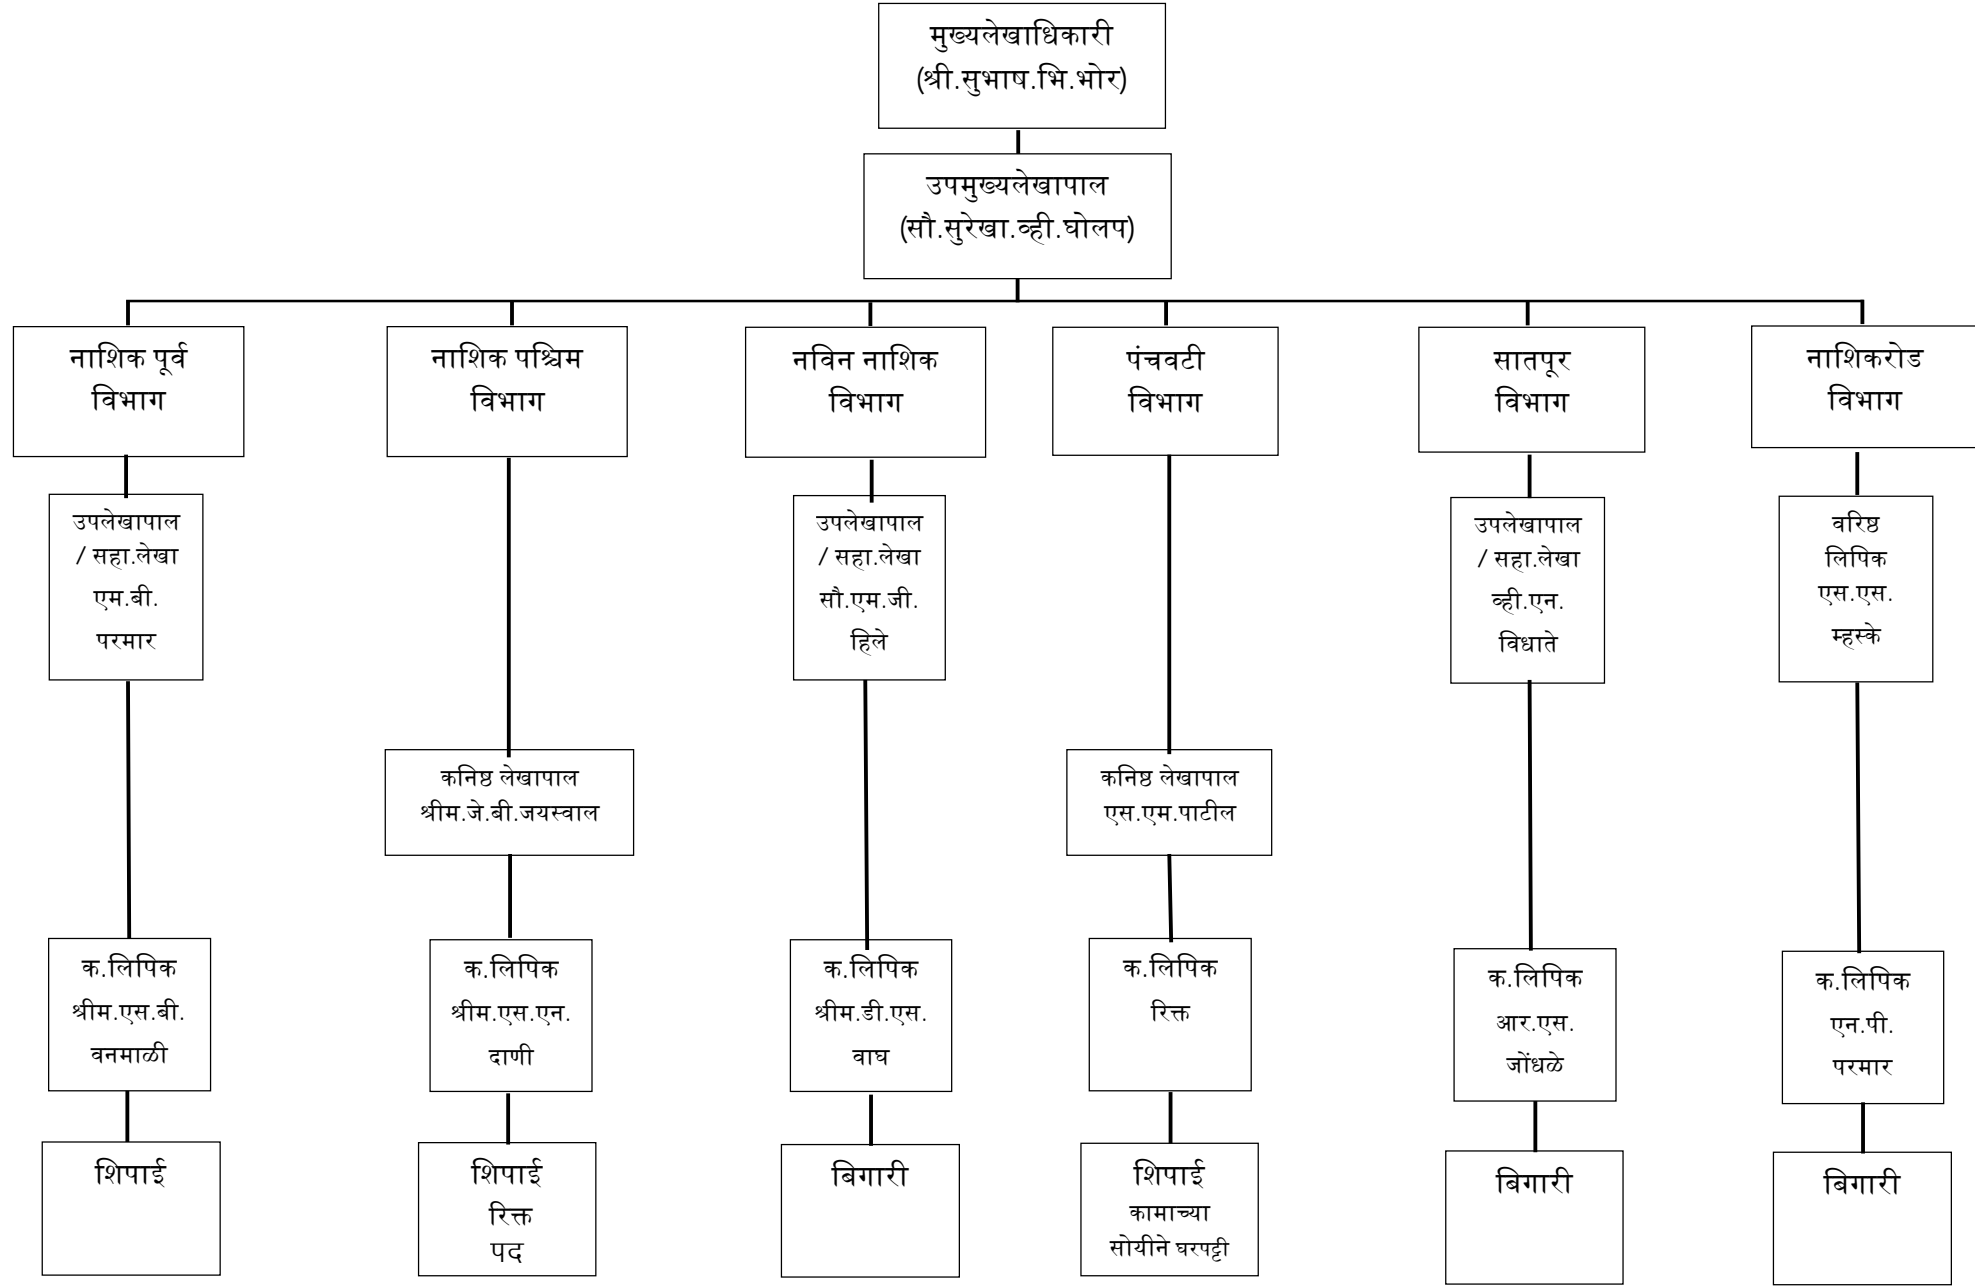 मुख्यलेखाधिकारी
(श्री.सुभाष.भि.भोर)
उपमुख्यलेखापाल
(सौ.सुरेखा.व्ही.घोलप)
नाशिक पूर्व
विभाग
नाशिक पश्चिम
विभाग
नविन नाशिक
विभाग
पंचवटी
विभाग
सातपूर
विभाग
नाशिकरोड
विभाग
उपलेखापाल
/ सहा.लेखा
एम.बी.
परमार
उपलेखापाल
/ सहा.लेखा
सौ.एम.जी.
हिले
उपलेखापाल
/ सहा.लेखा
व्ही.एन.
विधाते
वरिष्ठ
लिपिक
एस.एस.
म्हस्के
कनिष्ठ लेखापाल
श्रीम.जे.बी.जयस्वाल
कनिष्ठ लेखापाल
एस.एम.पाटील
क.लिपिक
श्रीम.एस.बी.
वनमाळी
क.लिपिक
श्रीम.एस.एन.
दाणी
क.लिपिक
श्रीम.डी.एस.
वाघ
क.लिपिक
रिक्त
क.लिपिक
आर.एस.
जोंधळे
क.लिपिक
एन.पी.
परमार
शिपाई
शिपाई
रिक्त
पद
बिगारी
शिपाई
कामाच्या
सोयीने घरपट्टी
बिगारी
बिगारी